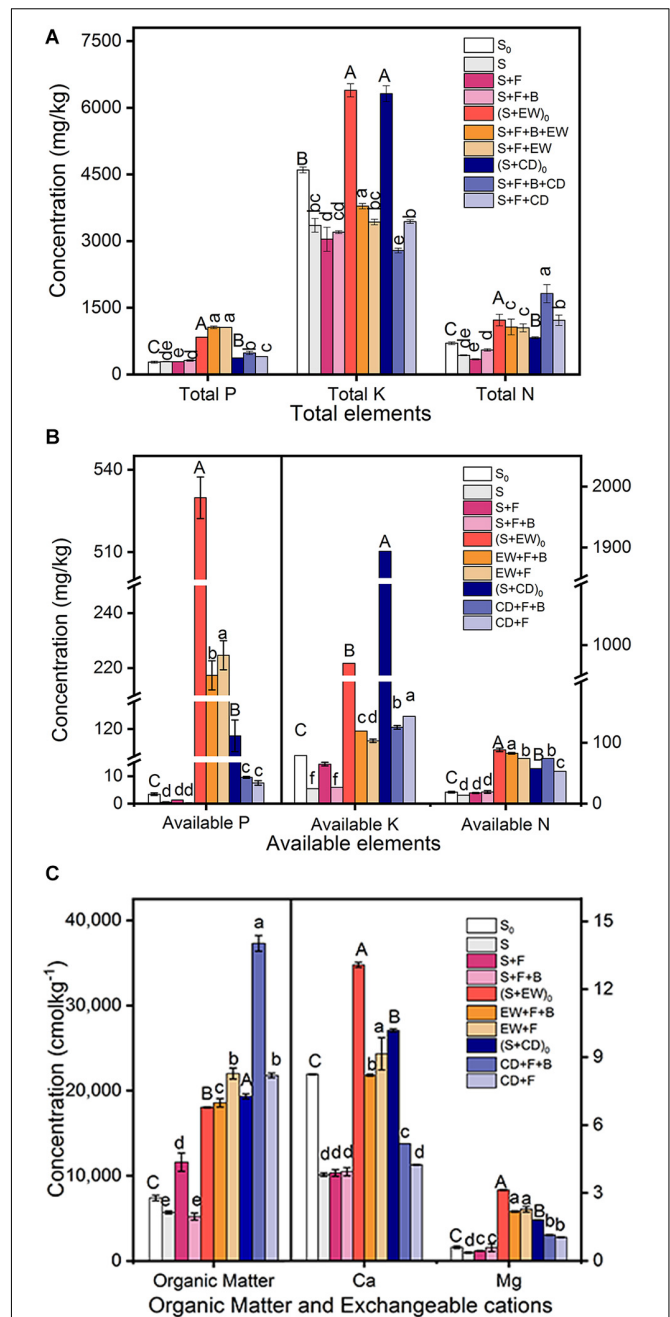 A
7500
6000
4500
3000
1500
0
Concentration (mg/kg)
S0
S
S+F
S+F+B
(S+EW)0
S+F+B+EW
S+F+EW
(S+CD)0
S+F+B+CD
S+F+CD
C de e d A a a B b c
B bc d cd A a bc A e b
C de e d A c c B a b
Total P Total K Total N
Total elements
B
540
510
240
220
120
10
0
Concentration (mg/kg)
2000
1900
1000
100
0
S0
S
S+F
S+F+B
(S+EW)0
EW+F+B
EW+F
(S+CD)0
CD+F+B
CD+F
C d d d A b a B c c
C f f B c d A b a
C d d d A a b B c d
Available P Available K Available N
Available elements
C
40,000
30,000
20,000
10,000
0
Concentration (cmolkg-1)
15
12
9
6
3
0
S0
S
S+F
S+F+B
(S+EW)0
EW+F+B
EW+F
(S+CD)0
CD+F+B
CD+F
C e d e B c b A a b
C d d d A b a B c d
C d c c A a a B b b
Organic Matter Ca Mg
Organic Matter and Exchangeable cations